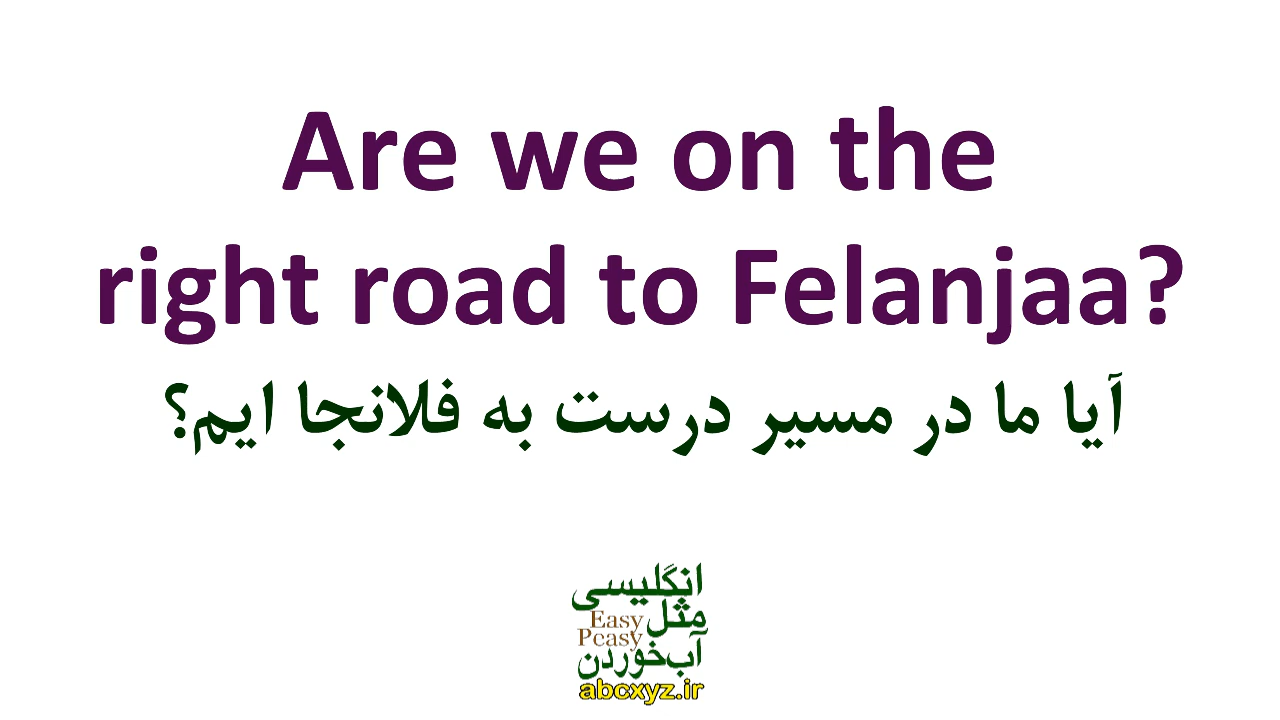 Are we on the
right road to Felanjaa?
آیا ما در مسیر درست به فلانجا ایم؟
انگلیسی
مثل
Easy
Peasy
آب‌خوردن
abcxyz.ir